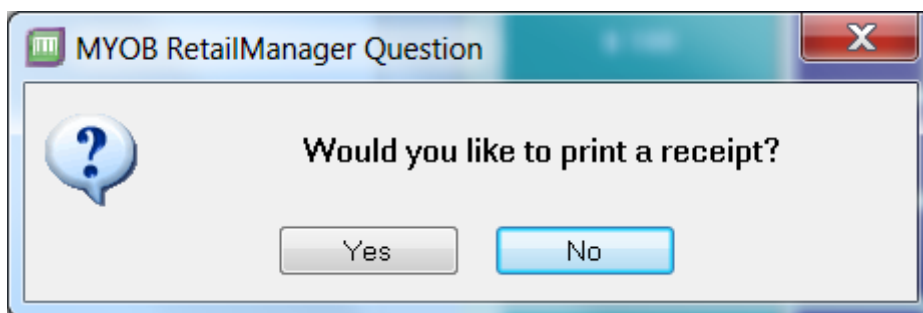 MYOB RetailManager Question
Would you like to print a receipt?
Yes
No